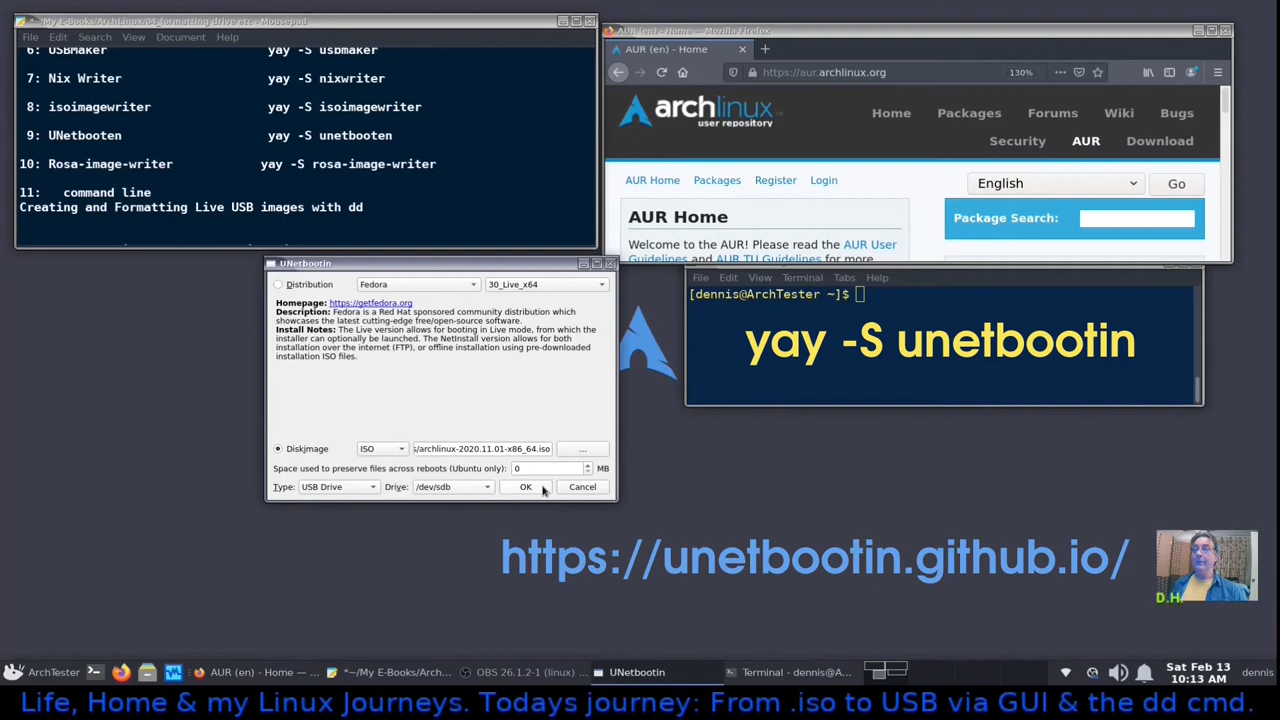 *~/My E-Books/ArchLinux/04_formatting drive etc - Mousepad
File Edit Search View Document Help
6: USBMaker yay -S usbmaker
7: Nix Writer yay -S nixwriter
8: isoimagewriter yay -S isoimagewriter
9: UNetbooten yay -S unetbooten
10: Rosa-image-writer yay -S rosa-image-writer
11: command line
Creating and Formatting Live USB images with dd
AUR (en) - Home — Mozilla Firefox
AUR (en) - Home
https://aur.archlinux.org
130%
archlinux
user repository
Home Packages Forums Wiki Bugs
Security AUR Download
AUR Home Packages Register Login
English
Go
AUR Home
Package Search:
Welcome to the AUR! Please read the AUR User
Guidelines and AUR TU Guidelines for more
UNetbootin
Distribution Fedora 30_Live_x64
Homepage: https://getfedora.org
Description: Fedora is a Red Hat sponsored community distribution which
showcases the latest cutting-edge free/open-source software.
Install Notes: The Live version allows for booting in Live mode, from which the
installer can optionally be launched. The NetInstall version allows for both
installation over the internet (FTP), or offline installation using pre-downloaded
installation ISO files.
Diskimage ISO s/archlinux-2020.11.01-x86_64.iso ...
Space used to preserve files across reboots (Ubuntu only): 0 MB
Type: USB Drive Drive: /dev/sdb OK Cancel
File Edit View Terminal Tabs Help
[dennis@ArchTester ~]$
yay -S unetbootin
https://unetbootin.github.io/
D.H.
ArchTester AUR (en) - Home —... *~/My E-Books/Arch... OBS 26.1.2-1 (linux)... UNetbootin Terminal - dennis@A...
Sat Feb 13
10:13 AM
dennis
Life, Home & my Linux Journeys. Todays journey: From .iso to USB via GUI & the dd cmd.